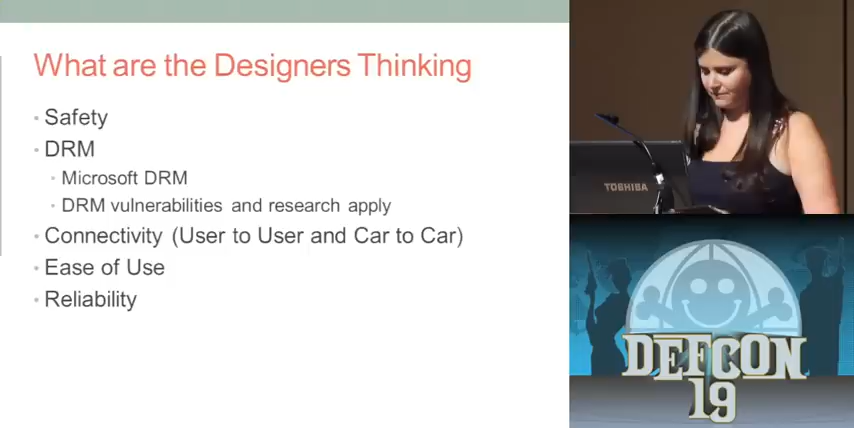 What are the Designers Thinking
Safety
DRM
Microsoft DRM
DRM vulnerabilities and research apply
Connectivity (User to User and Car to Car)
Ease of Use
Reliability
TOSHIBA
DEFCON
19